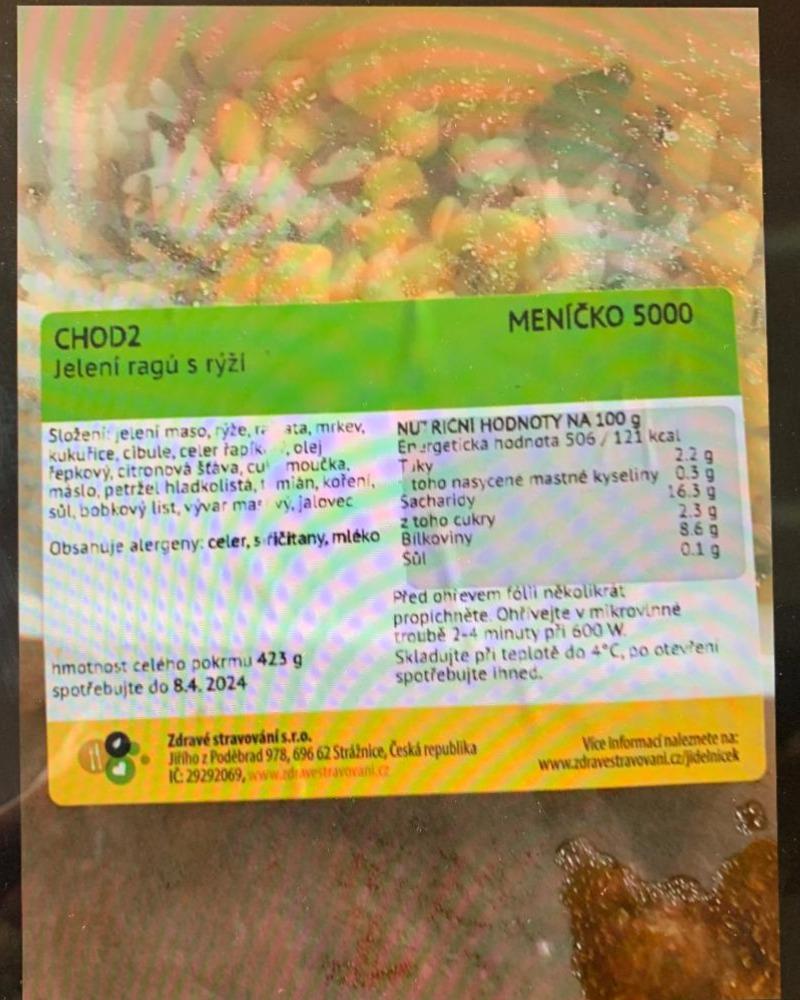 CHOD2
Jelení ragú s rýží
MENÍČKO 5000
Složení: jelení maso, rýže, mrkev,
kukuřice, cibule, celer řapík, olej
řepkový, citronová šťáva, moučka,
máslo, petržel hladkolistá, koření,
sůl, bobkový list, vývar jalovec
Obsahuje alergeny: celer, siřičitany, mléko
hmotnost celého pokrmu 423 g
spotřebujte do 8.4. 2024
NUTRIČNÍ HODNOTY NA 100 g
Energetická hodnota 506 / 121 kcal
Tuky 2.2 g
z toho nasycené mastné kyseliny 0.3 g
Sacharidy 16.3 g
z toho cukry 2.3 g
Bílkoviny 8.6 g
Sůl 0.1 g
Před ohřevem fólii několikrát
propíchněte. Ohřívejte v mikrovlnné
troubě 2-4 minuty při 600 W.
Skladujte při teplotě do 4°C, po otevření
spotřebujte ihned.
Zdravé stravování s.r.o.
Jiřího z Poděbrad 978, 696 62 Strážnice, Česká republika
IČ: 29292069, www.zdravestravovani.cz
Více informací naleznete na:
www.zdravestravovani.cz/jidelnicek